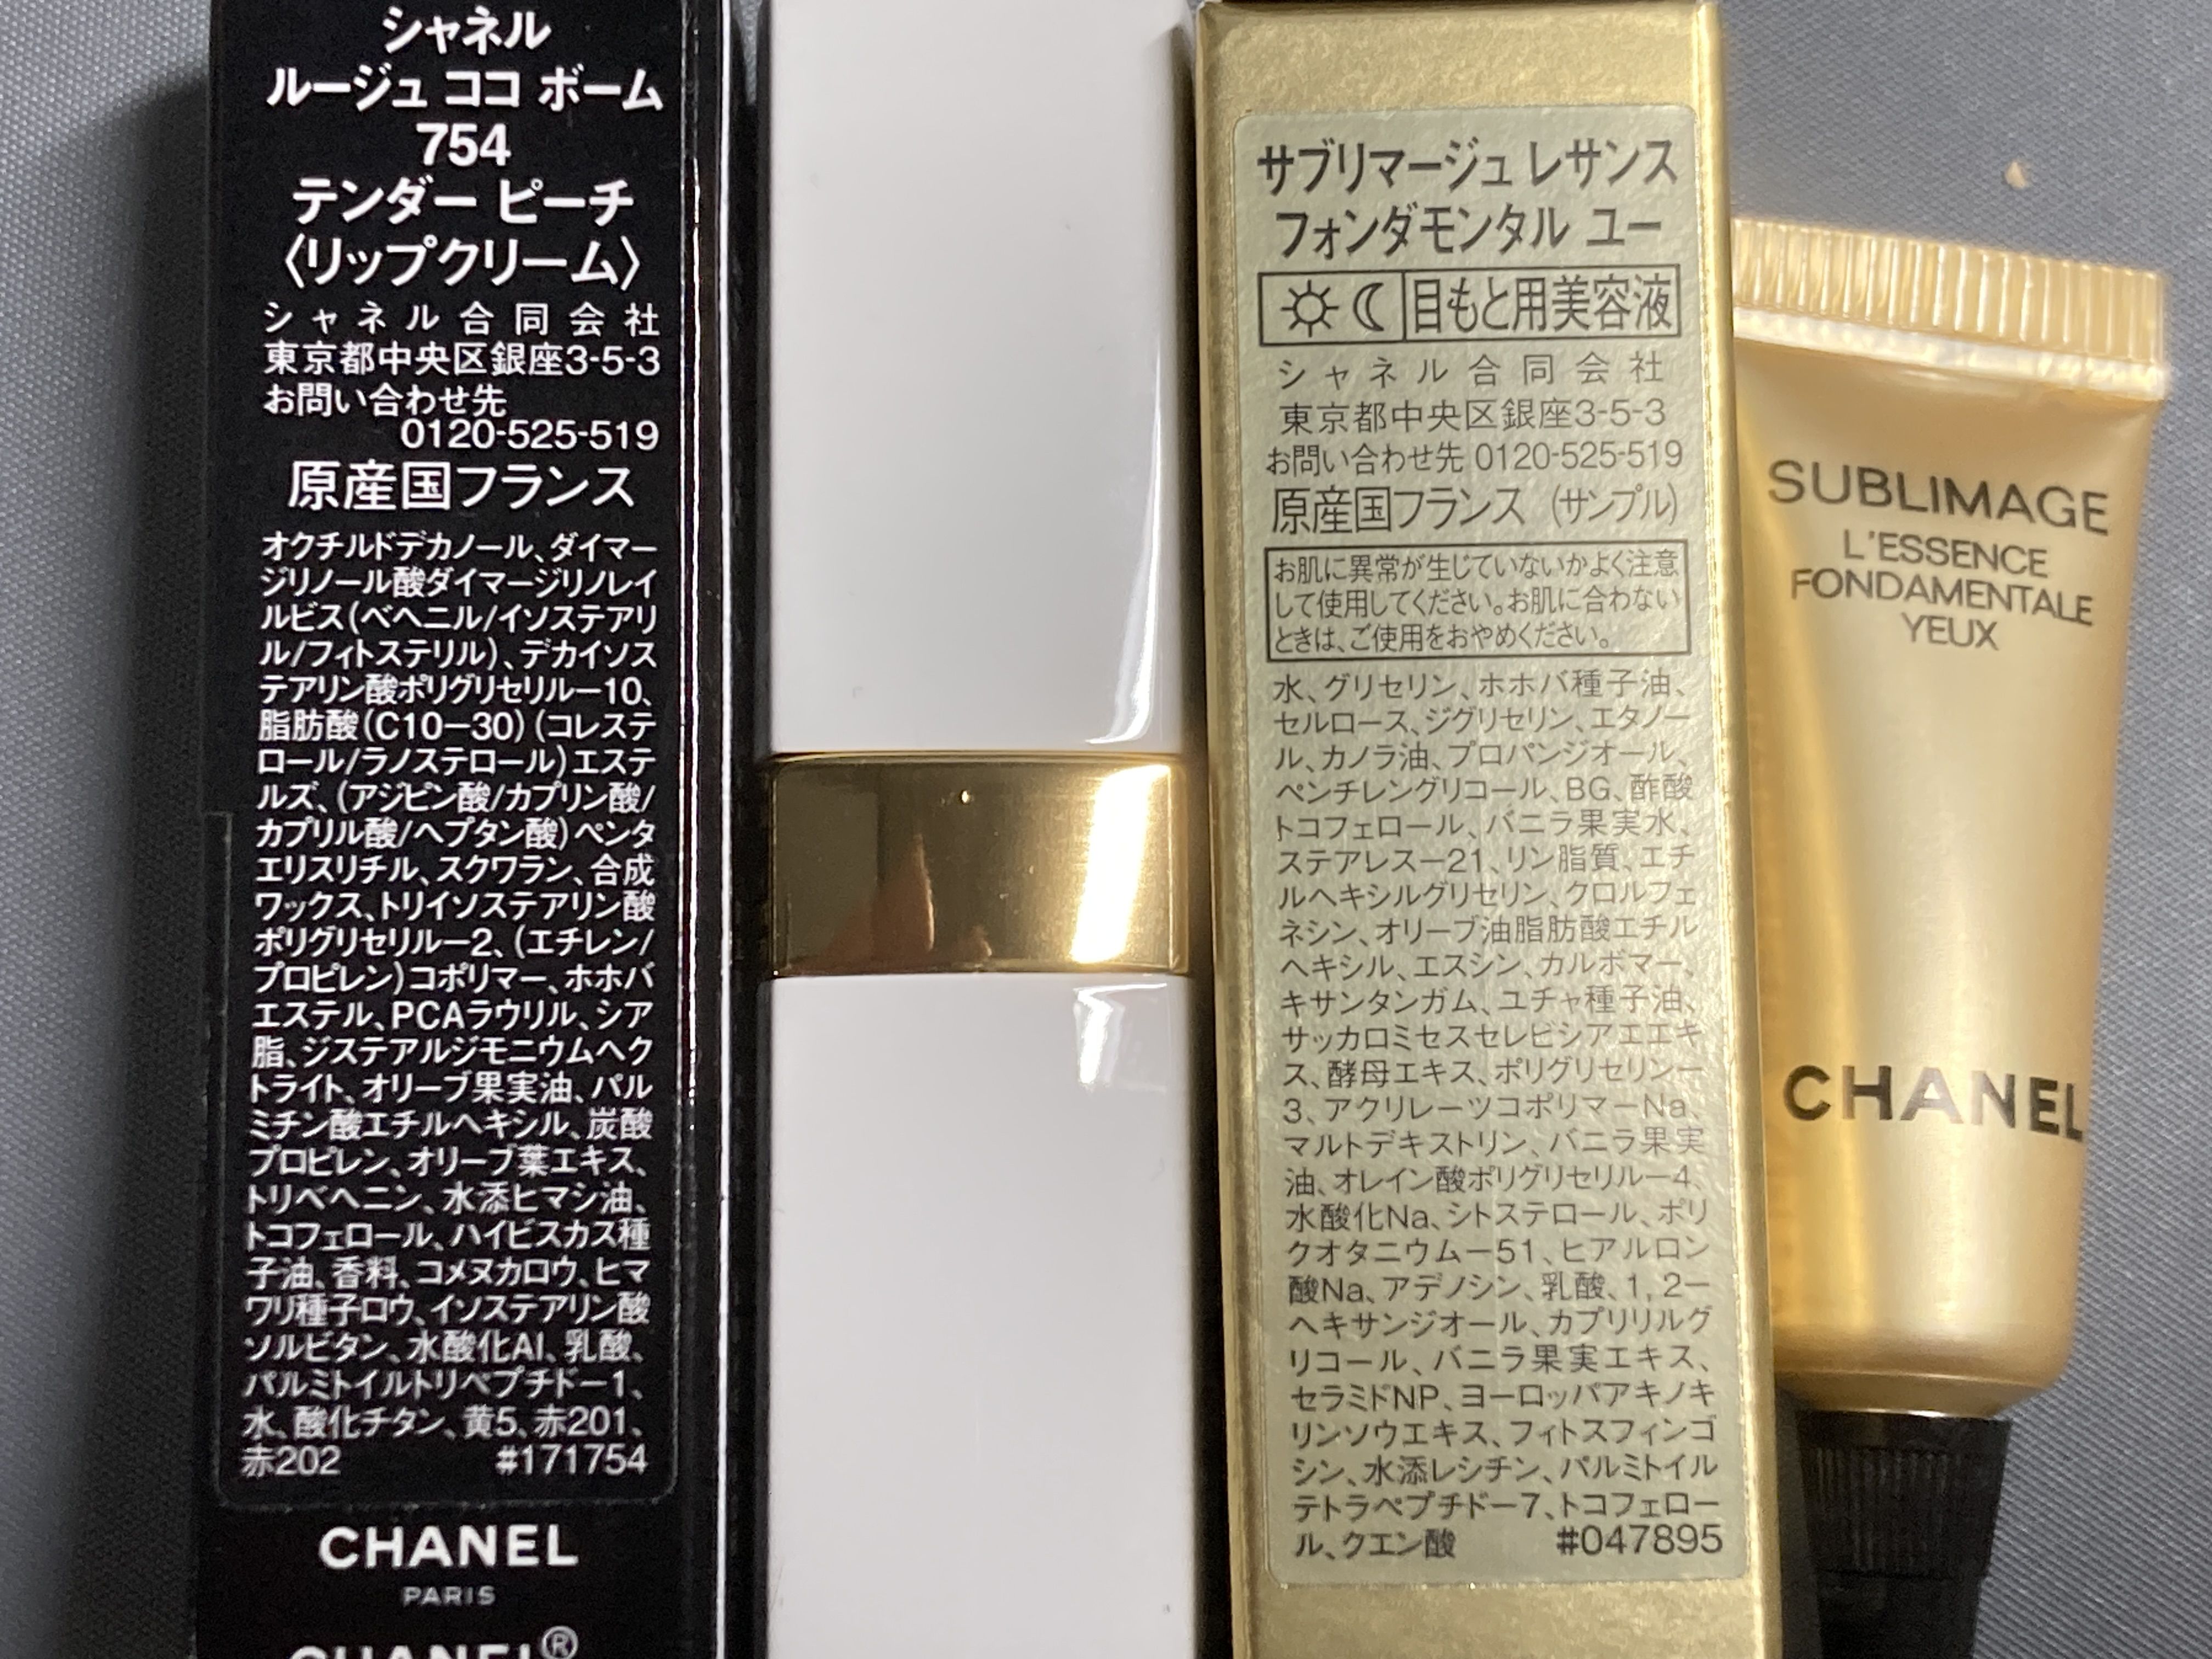 シャネル
ルージュ ココ ボーム
754
テンダー ピーチ
〈リップクリーム〉
シャネル合同会社
東京都中央区銀座3-5-3
お問い合わせ先
0120-525-519
原産国フランス
オクチルドデカノール、ダイマー
ジリノール酸ダイマージリノレイ
ルビス(ベヘニル/イソステアリ
ル/フィトステリル)、デカイソス
テアリン酸ポリグリセリルー10、
脂肪酸(C10ー30)(コレステ
ロール/ラノステロール)エステ
ルズ、(アジピン酸/カプリン酸/
カプリル酸/ヘプタン酸)ペンタ
エリスリチル、スクワラン、合成
ワックス、トリイソステアリン酸
ポリグリセリルー2、(エチレン/
プロピレン)コポリマー、ホホバ
エステル、PCAラウリル、シア
脂、ジステアルジモニウムヘク
トライト、オリーブ果実油、パル
ミチン酸エチルヘキシル、炭酸
プロピレン、オリーブ葉エキス、
トリベヘニン、水添ヒマシ油、
トコフェロール、ハイビスカス種
子油、香料、コメヌカロウ、ヒマ
ワリ種子ロウ、イソステアリン酸
ソルビタン、水酸化Al、乳酸、
パルミトイルトリペプチドー1、
水、酸化チタン、黄5、赤201、
赤202 #171754
CHANEL
PARIS
CHANEL®
サブリマージュ レサンス
フォンダモンタル ユー
目もと用美容液
シャネル合同会社
東京都中央区銀座3-5-3
お問い合わせ先 0120-525-519
原産国フランス (サンプル)
お肌に異常が生じていないかよく注意
して使用してください。お肌に合わない
ときは、ご使用をおやめください。
水、グリセリン、ホホバ種子油、
セルロース、ジグリセリン、エタノー
ル、カノラ油、プロパンジオール、
ペンチレングリコール、BG、酢酸
トコフェロール、バニラ果実水、
ステアレスー21、リン脂質、エチ
ルヘキシルグリセリン、クロルフェ
ネシン、オリーブ油脂肪酸エチル
ヘキシル、エスシン、カルボマー、
キサンタンガム、ユチャ種子油、
サッカロミセスセレビシアエエキ
ス、酵母エキス、ポリグリセリンー
3、アクリレーツコポリマーNa、
マルトデキストリン、バニラ果実
油、オレイン酸ポリグリセリルー4、
水酸化Na、シトステロール、ポリ
クオタニウムー51、ヒアルロン
酸Na、アデノシン、乳酸、1, 2ー
ヘキサンジオール、カプリリルグ
リコール、バニラ果実エキス、
セラミドNP、ヨーロッパアキノキ
リンソウエキス、フィトスフィンゴ
シン、水添レシチン、パルミトイル
テトラペプチドー7、トコフェロー
ル、クエン酸 #047895
SUBLIMAGE
L'ESSENCE
FONDAMENTALE
YEUX
CHANEL